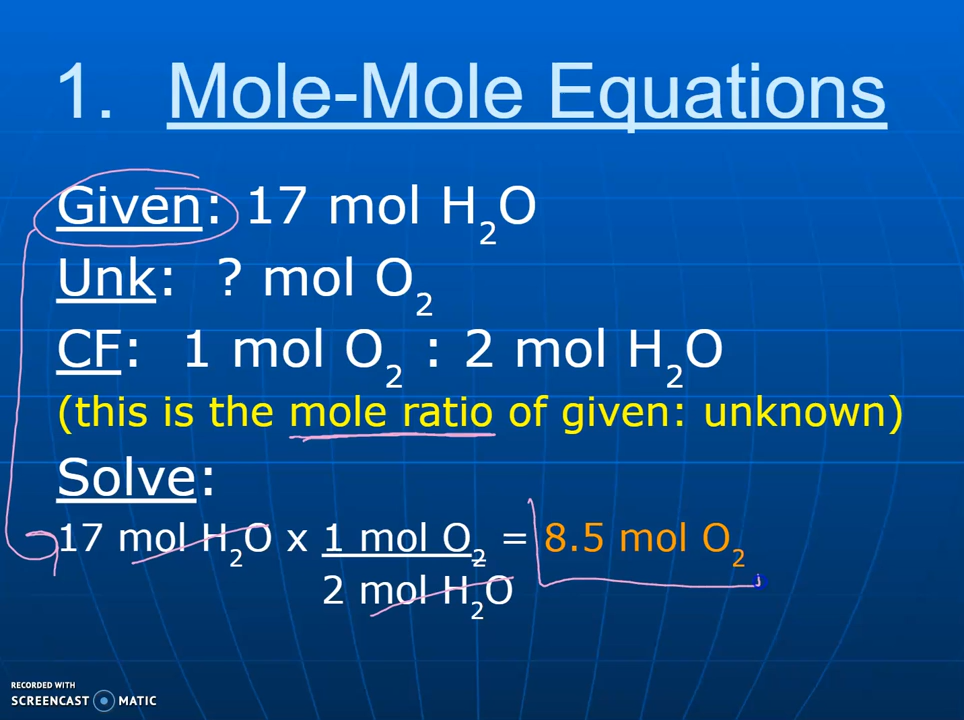 1. Mole-Mole Equations
Given: 17 mol H₂O
Unk: ? mol O₂
CF: 1 mol O₂ : 2 mol H₂O
(this is the mole ratio of given: unknown)
Solve:
17 mol H₂O x 1 mol O₂ = 8.5 mol O₂
2 mol H₂O
RECORDED WITH
SCREENCAST MATIC